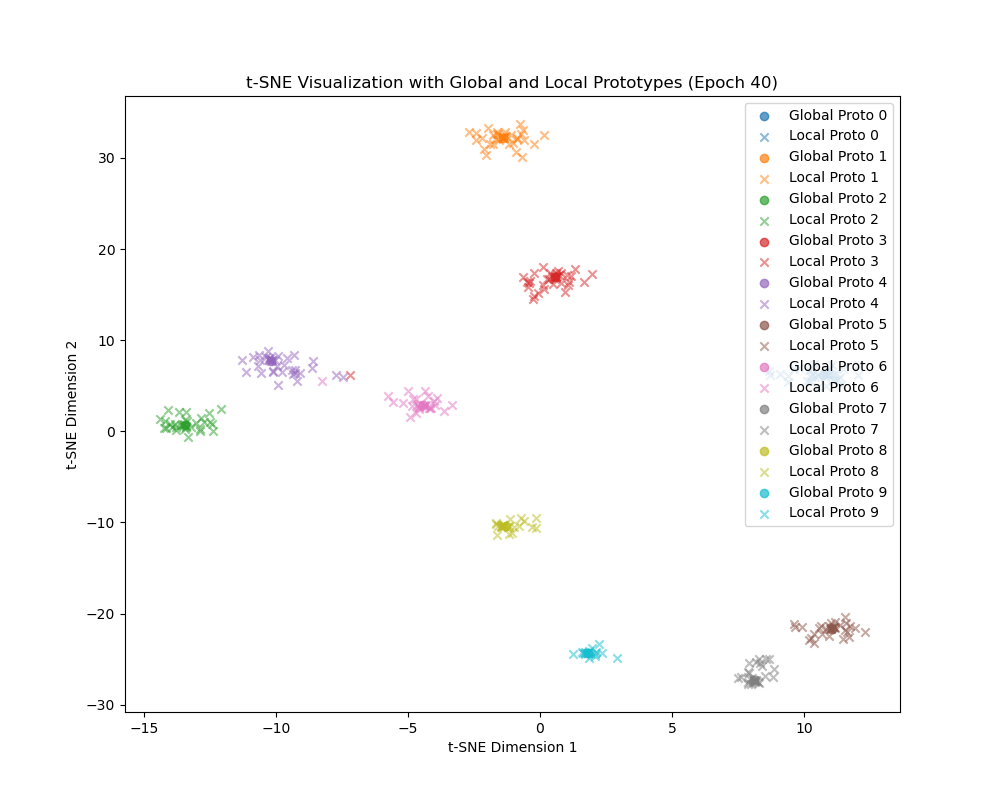 t-SNE Visualization with Global and Local Prototypes (Epoch 40)
Global Proto 0
Local Proto 0
Global Proto 1
Local Proto 1
Global Proto 2
Local Proto 2
Global Proto 3
Local Proto 3
Global Proto 4
Local Proto 4
Global Proto 5
Local Proto 5
Global Proto 6
Local Proto 6
Global Proto 7
Local Proto 7
Global Proto 8
Local Proto 8
Global Proto 9
Local Proto 9
t-SNE Dimension 2
30
20
10
0
−10
−20
−30
−15
−10
−5
0
5
10
t-SNE Dimension 1